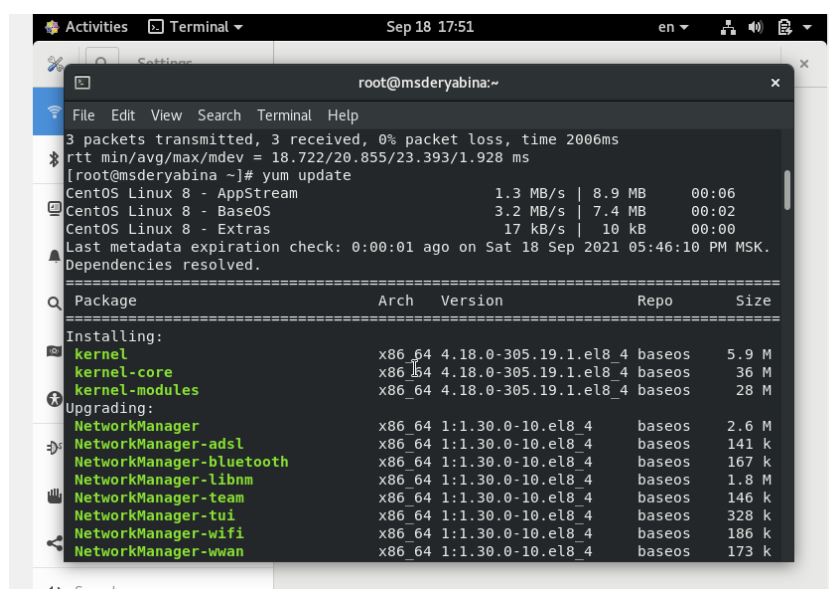 Activities Terminal Sep 18 17:51 en
Settings
root@msderyabina:~
File Edit View Search Terminal Help
3 packets transmitted, 3 received, 0% packet loss, time 2006ms
rtt min/avg/max/mdev = 18.722/20.855/23.393/1.928 ms
[root@msderyabina ~]# yum update
CentOS Linux 8 - AppStream 1.3 MB/s | 8.9 MB 00:06
CentOS Linux 8 - BaseOS 3.2 MB/s | 7.4 MB 00:02
CentOS Linux 8 - Extras 17 kB/s | 10 kB 00:00
Last metadata expiration check: 0:00:01 ago on Sat 18 Sep 2021 05:46:10 PM MSK.
Dependencies resolved.
================================================================================
Package Arch Version Repo Size
================================================================================
Installing:
kernel x86_64 4.18.0-305.19.1.el8_4 baseos 5.9 M
kernel-core x86_64 4.18.0-305.19.1.el8_4 baseos 36 M
kernel-modules x86_64 4.18.0-305.19.1.el8_4 baseos 28 M
Upgrading:
NetworkManager x86_64 1:1.30.0-10.el8_4 baseos 2.6 M
NetworkManager-adsl x86_64 1:1.30.0-10.el8_4 baseos 141 k
NetworkManager-bluetooth x86_64 1:1.30.0-10.el8_4 baseos 167 k
NetworkManager-libnm x86_64 1:1.30.0-10.el8_4 baseos 1.8 M
NetworkManager-team x86_64 1:1.30.0-10.el8_4 baseos 146 k
NetworkManager-tui x86_64 1:1.30.0-10.el8_4 baseos 328 k
NetworkManager-wifi x86_64 1:1.30.0-10.el8_4 baseos 186 k
NetworkManager-wwan x86_64 1:1.30.0-10.el8_4 baseos 173 k